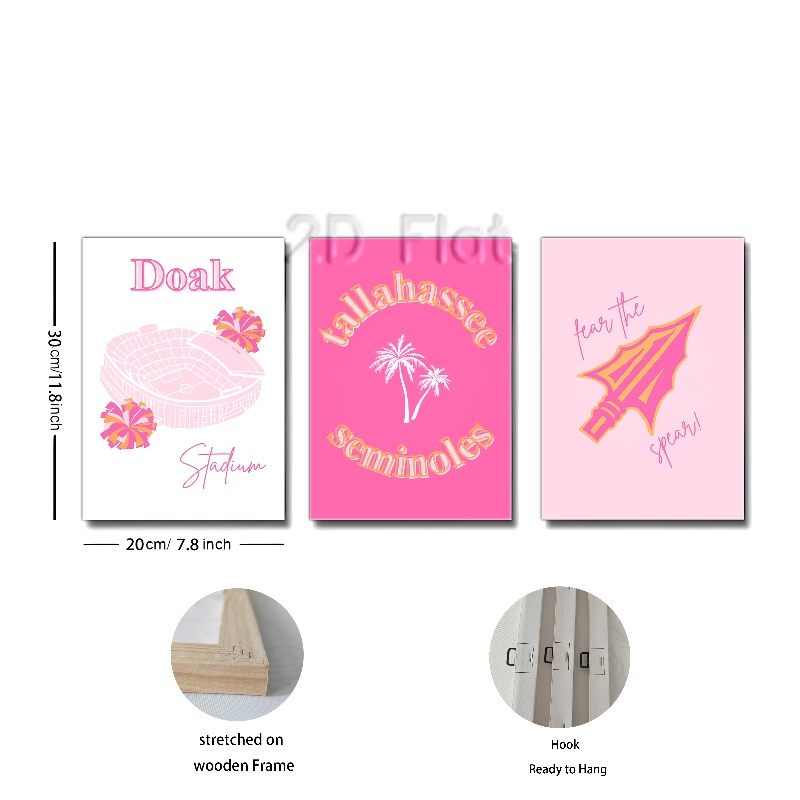 2D Flat
Doak
Stadium
tallahassee
seminoles
fear the
spear!
30cm/11.8inch
20cm/ 7.8 inch
stretched on
wooden Frame
Hook
Ready to Hang